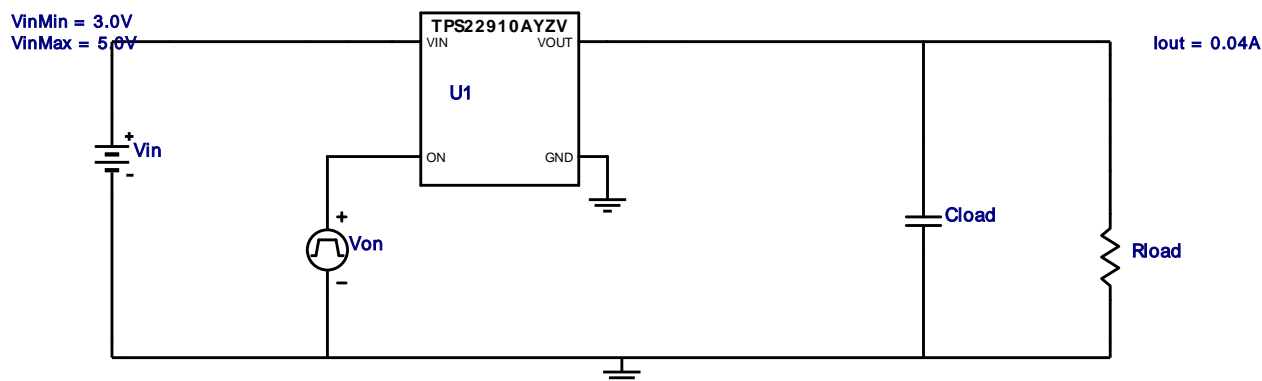 VinMin = 3.0V
VinMax = 5.0V
TPS22910AYZV
VIN
VOUT
Iout = 0.04A
U1
+
Vin
-
ON
GND
+
Von
-
Cload
Rload